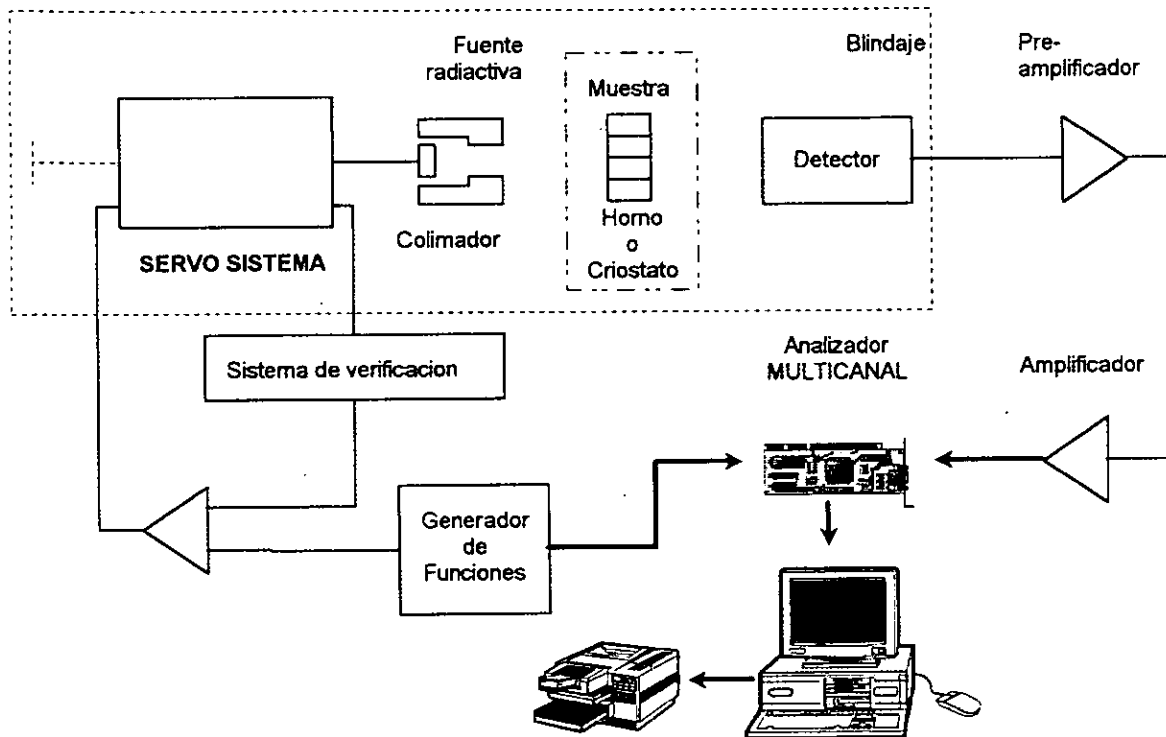 Fuente
radiactiva
Blindaje
Pre-
amplificador
Muestra
Detector
Horno
o
Criostato
Colimador
SERVO SISTEMA
Sistema de verificacion
Analizador
MULTICANAL
Amplificador
Generador
de
Funciones